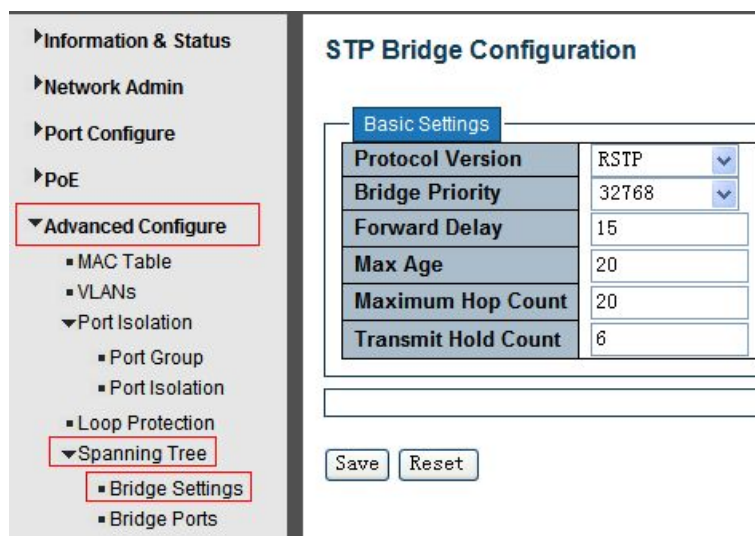 Information & Status
Network Admin
Port Configure
PoE
Advanced Configure
MAC Table
VLANs
Port Isolation
Port Group
Port Isolation
Loop Protection
Spanning Tree
Bridge Settings
Bridge Ports
STP Bridge Configuration
Basic Settings
Protocol Version RSTP
Bridge Priority 32768
Forward Delay 15
Max Age 20
Maximum Hop Count 20
Transmit Hold Count 6
Save Reset